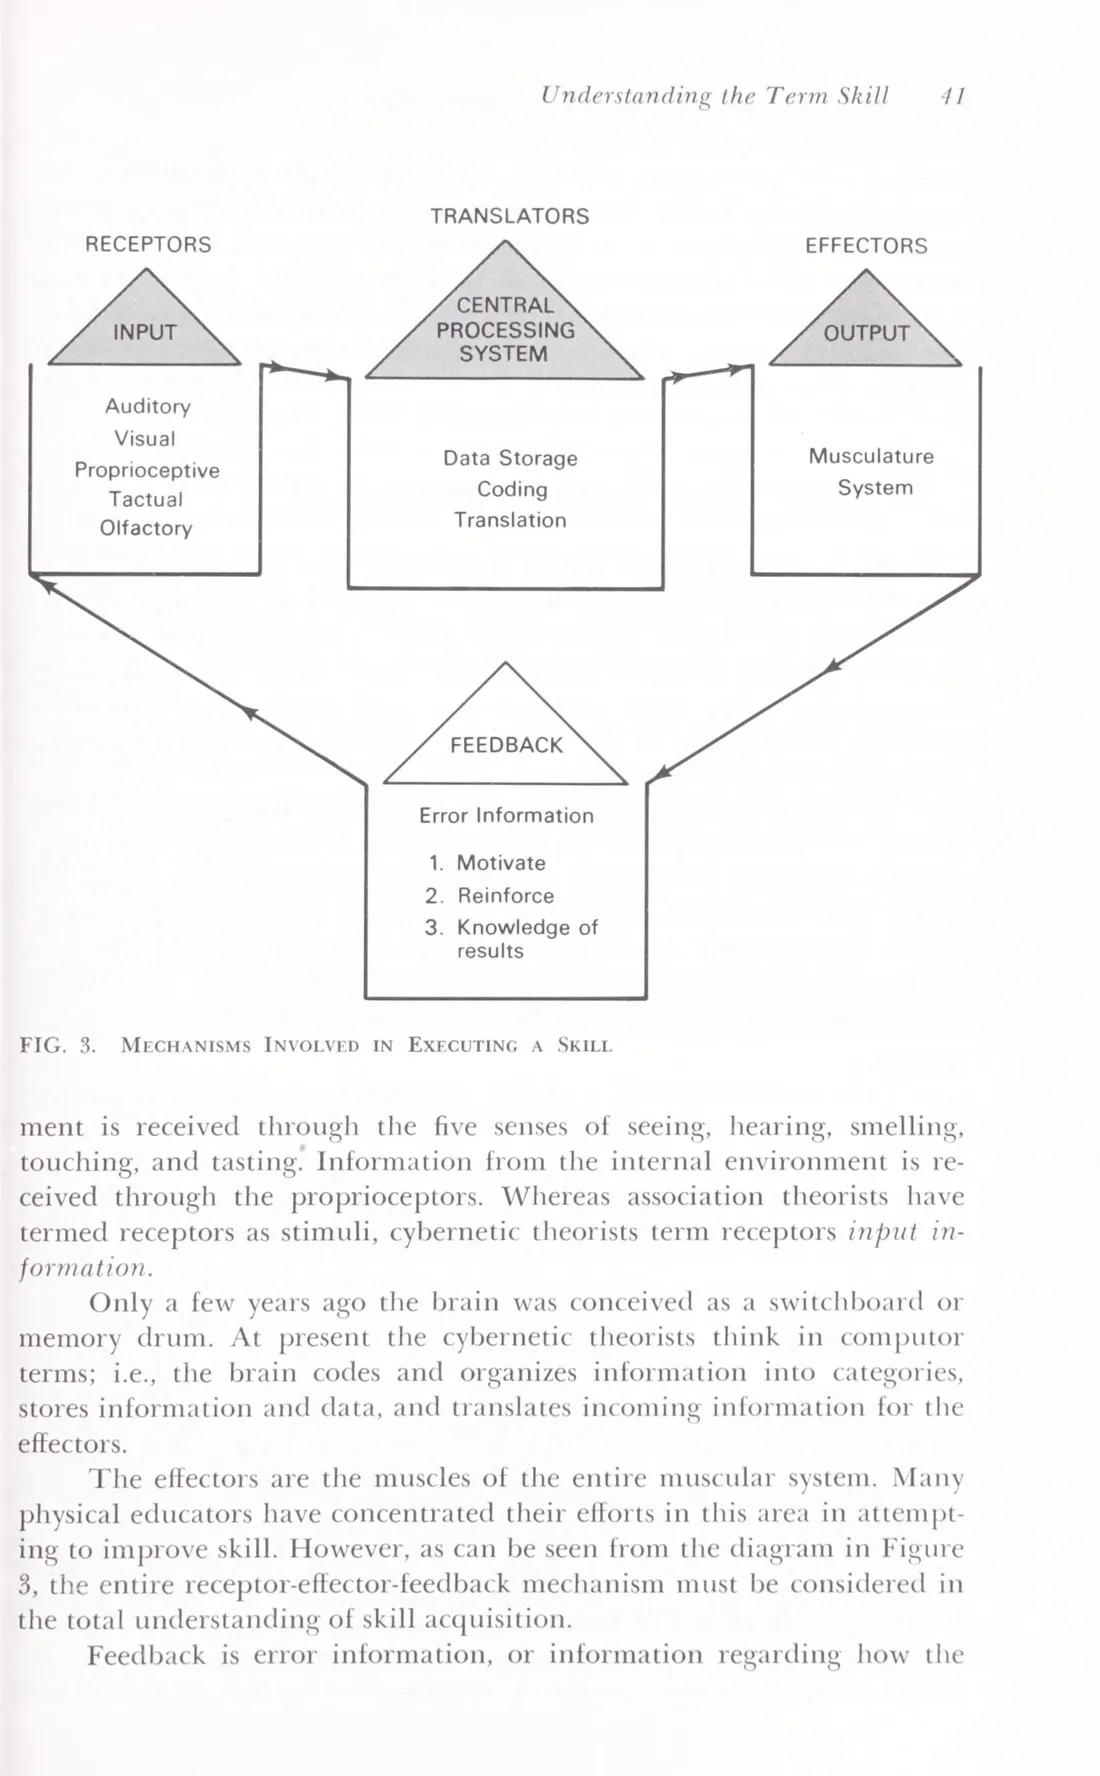 Understanding the Term Skill 41
TRANSLATORS
RECEPTORS
EFFECTORS
INPUT
CENTRAL
PROCESSING
SYSTEM
OUTPUT
Auditory
Visual
Proprioceptive
Tactual
Olfactory
Data Storage
Coding
Translation
Musculature
System
FEEDBACK
Error Information
1. Motivate
2. Reinforce
3. Knowledge of
results
FIG. 3. MECHANISMS INVOLVED IN EXECUTING A SKILL
ment is received through the five senses of seeing, hearing, smelling,
touching, and tasting. Information from the internal environment is re-
ceived through the proprioceptors. Whereas association theorists have
termed receptors as stimuli, cybernetic theorists term receptors input in-
formation.
Only a few years ago the brain was conceived as a switchboard or
memory drum. At present the cybernetic theorists think in computor
terms; i.e., the brain codes and organizes information into categories,
stores information and data, and translates incoming information for the
effectors.
The effectors are the muscles of the entire muscular system. Many
physical educators have concentrated their efforts in this area in attempt-
ing to improve skill. However, as can be seen from the diagram in Figure
3, the entire receptor-effector-feedback mechanism must be considered in
the total understanding of skill acquisition.
Feedback is error information, or information regarding how the